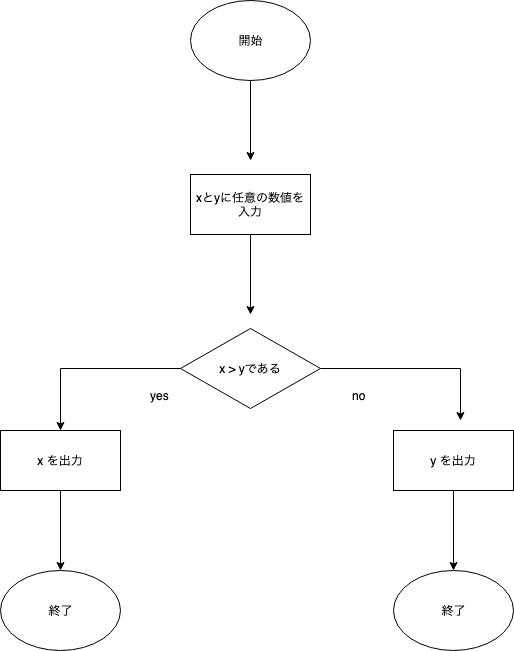 開始
xとyに任意の数値を
入力
x > yである
yes
no
x を出力
y を出力
終了
終了